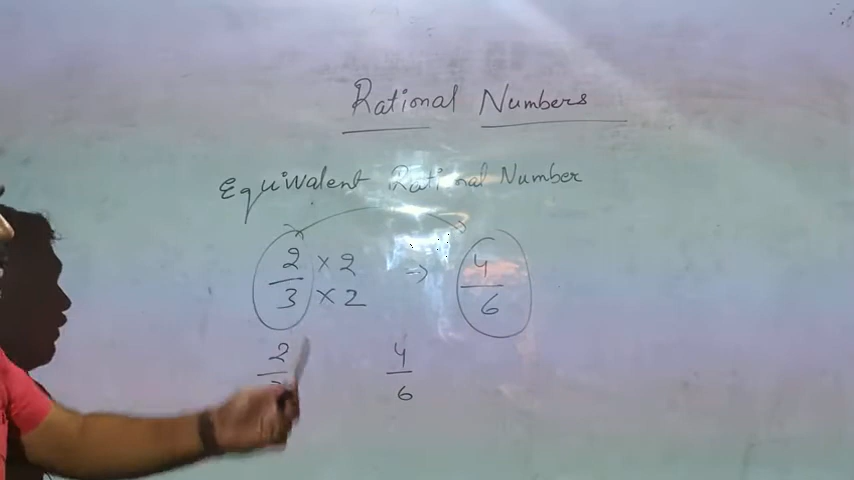 Rational Numbers
Equivalent Rational Number
2/3 × 2 × 2 → 4/6
2 4/6